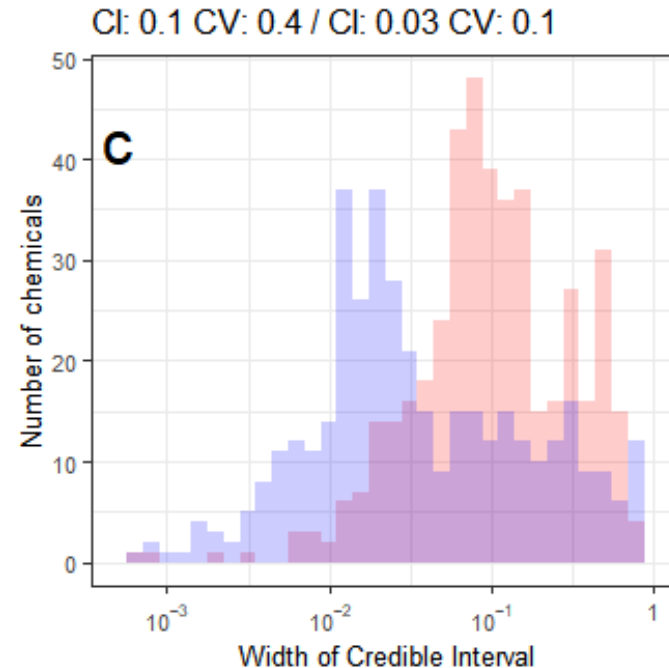 Cl: 0.1 CV: 0.4 / Cl: 0.03 CV: 0.1
C
Number of chemicals
50
40
30
20
10
0
10⁻³ 10⁻² 10⁻¹ 1
Width of Credible Interval